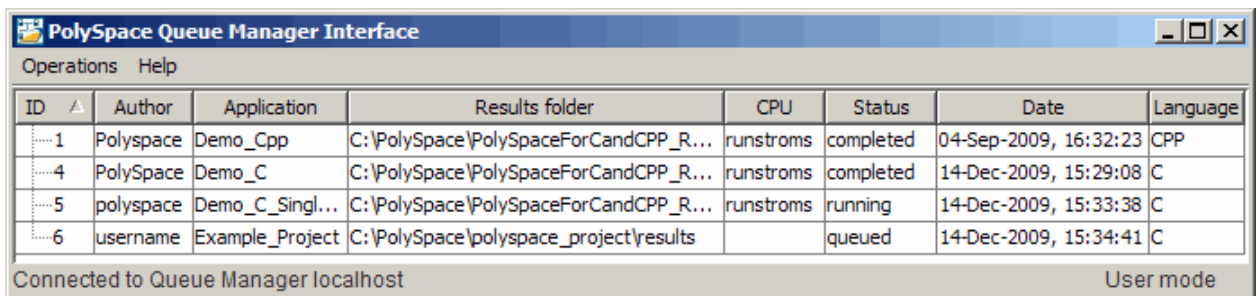 PolySpace Queue Manager Interface
Operations Help
ID Author Application Results folder CPU Status Date Language
1 Polyspace Demo_Cpp C:\PolySpace\PolySpaceForCandCPP_R... runstroms completed 04-Sep-2009, 16:32:23 CPP
4 PolySpace Demo_C C:\PolySpace\PolySpaceForCandCPP_R... runstroms completed 14-Dec-2009, 15:29:08 C
5 polyspace Demo_C_Singl... C:\PolySpace\PolySpaceForCandCPP_R... runstroms running 14-Dec-2009, 15:33:38 C
6 username Example_Project C:\PolySpace\polyspace_project\results queued 14-Dec-2009, 15:34:41 C
Connected to Queue Manager localhost User mode